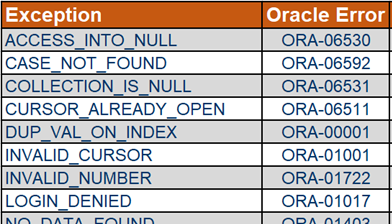 Exception Oracle Error
ACCESS_INTO_NULL ORA-06530
CASE_NOT_FOUND ORA-06592
COLLECTION_IS_NULL ORA-06531
CURSOR_ALREADY_OPEN ORA-06511
DUP_VAL_ON_INDEX ORA-00001
INVALID_CURSOR ORA-01001
INVALID_NUMBER ORA-01722
LOGIN_DENIED ORA-01017
NO_DATA_FOUND ORA-01403